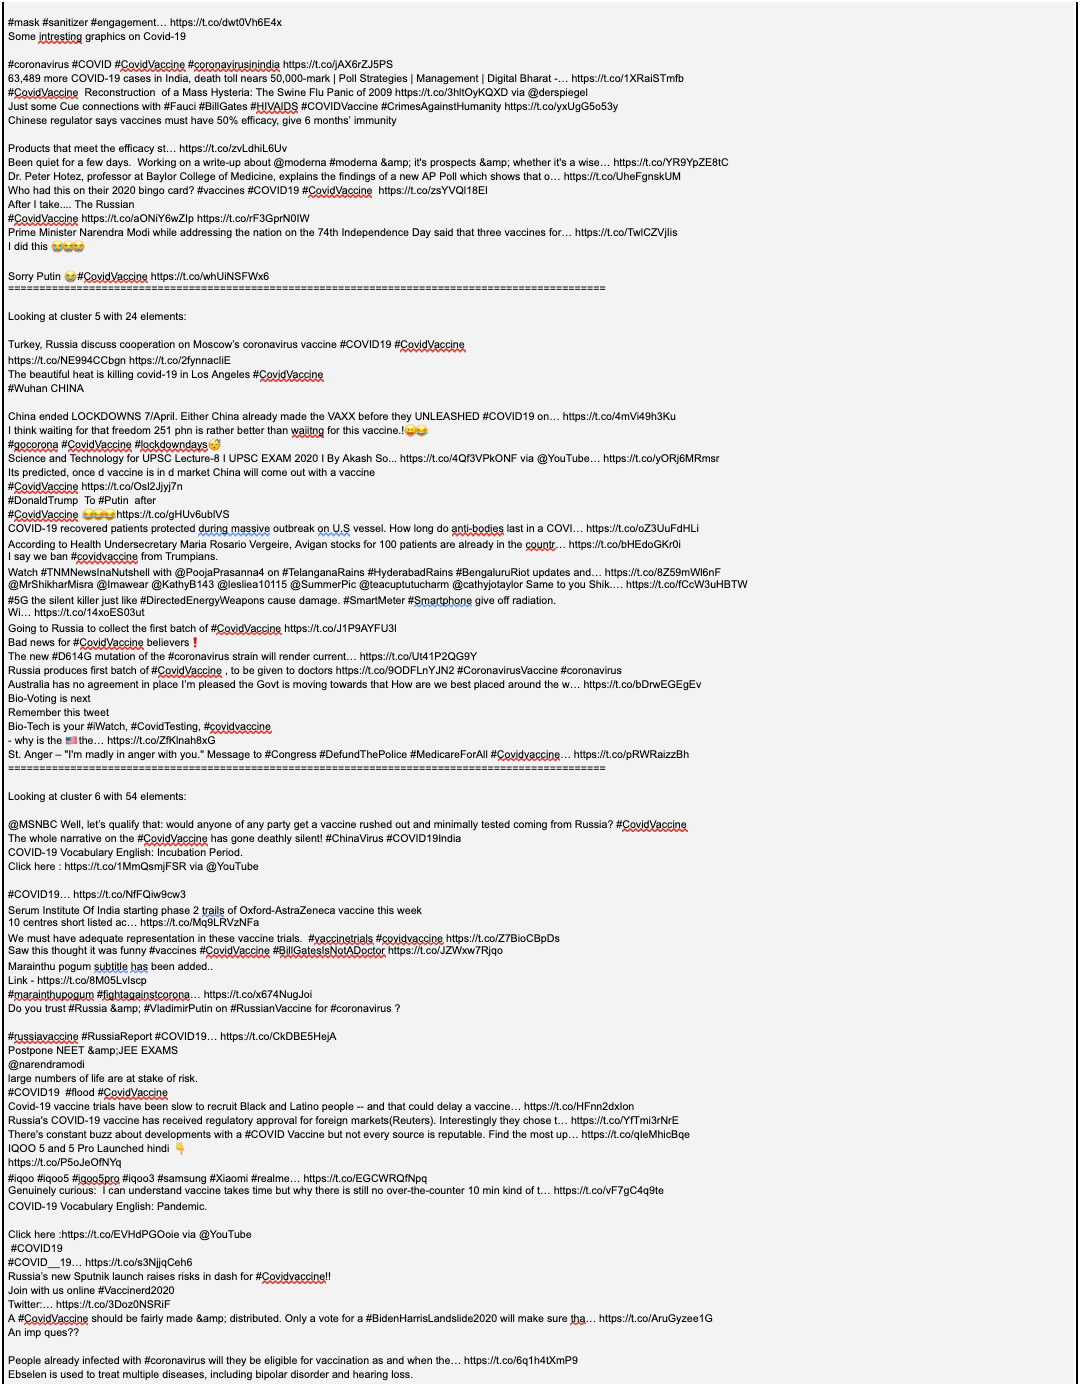 #mask #sanitizer #engagement… https://t.co/dwt0Vh6E4x
Some intresting graphics on Covid-19
#coronavirus #COVID #CovidVaccine #coronavirusinindia https://t.co/jAX6rZJ5PS
63,489 more COVID-19 cases in India, death toll nears 50,000-mark | Poll Strategies | Management | Digital Bharat -… https://t.co/1XRaiSTmfb
#CovidVaccine  Reconstruction  of a Mass Hysteria: The Swine Flu Panic of 2009 https://t.co/3hltOyKQXD via @derspiegel
Just some Cue connections with #Fauci #BillGates #HIVAIDS #COVIDVaccine #CrimesAgainstHumanity https://t.co/yxUgG5o53y
Chinese regulator says vaccines must have 50% efficacy, give 6 months’ immunity
Products that meet the efficacy st… https://t.co/zvLdhiL6Uv
Been quiet for a few days.  Working on a write-up about @moderna #moderna &amp; it's prospects &amp; whether it's a wise… https://t.co/YR9YpZE8tC
Dr. Peter Hotez, professor at Baylor College of Medicine, explains the findings of a new AP Poll which shows that o… https://t.co/UheFgnskUM
Who had this on their 2020 bingo card? #vaccines #COVID19 #CovidVaccine  https://t.co/zsYVQl18El
After I take.... The Russian
#CovidVaccine https://t.co/aONiY6wZlp https://t.co/rF3GprN0IW
Prime Minister Narendra Modi while addressing the nation on the 74th Independence Day said that three vaccines for… https://t.co/TwlCZVjIis
I did this 😭😭😭
Sorry Putin 😭#CovidVaccine https://t.co/whUiNSFWx6
================================================================================================
Looking at cluster 5 with 24 elements:
Turkey, Russia discuss cooperation on Moscow’s coronavirus vaccine #COVID19 #CovidVaccine
https://t.co/NE994CCbgn https://t.co/2fynnacIiE
The beautiful heat is killing covid-19 in Los Angeles #CovidVaccine
#Wuhan CHINA
China ended LOCKDOWNS 7/April. Either China already made the VAXX before they UNLEASHED #COVID19 on… https://t.co/4mVi49h3Ku
I think waiting for that freedom 251 phn is rather better than waiitng for this vaccine.!😛😂
#gocorona #CovidVaccine #lockdowndays😴
Science and Technology for UPSC Lecture-8 I UPSC EXAM 2020 I By Akash So... https://t.co/4Qf3VPkONF via @YouTube… https://t.co/yORj6MRmsr
Its predicted, once d vaccine is in d market China will come out with a vaccine
#CovidVaccine https://t.co/Osl2Jjyj7n
#DonaldTrump  To #Putin  after
#CovidVaccine 😂😂😂https://t.co/gHUv6ublVS
COVID-19 recovered patients protected during massive outbreak on U.S vessel. How long do anti-bodies last in a COVI… https://t.co/oZ3UuFdHLi
According to Health Undersecretary Maria Rosario Vergeire, Avigan stocks for 100 patients are already in the countr… https://t.co/bHEdoGKr0i
I say we ban #covidvaccine from Trumpians.
Watch #TNMNewsInaNutshell with @PoojaPrasanna4 on #TelanganaRains #HyderabadRains #BengaluruRiot updates and… https://t.co/8Z59mWl6nF
@MrShikharMisra @Imawear @KathyB143 @lesliea10115 @SummerPic @teacuptutucharm @cathyjotaylor Same to you Shik.… https://t.co/fCcW3uHBTW
#5G the silent killer just like #DirectedEnergyWeapons cause damage. #SmartMeter #Smartphone give off radiation.
Wi… https://t.co/14xoES03ut
Going to Russia to collect the first batch of #CovidVaccine https://t.co/J1P9AYFU3I
Bad news for #CovidVaccine believers❗
The new #D614G mutation of the #coronavirus strain will render current… https://t.co/Ut41P2QG9Y
Russia produces first batch of #CovidVaccine , to be given to doctors https://t.co/9ODFLnYJN2 #CoronavirusVaccine #coronavirus
Australia has no agreement in place I’m pleased the Govt is moving towards that How are we best placed around the w… https://t.co/bDrwEGEgEv
Bio-Voting is next
Remember this tweet
Bio-Tech is your #iWatch, #CovidTesting, #covidvaccine
- why is the 🇺🇸the… https://t.co/ZfKlnah8xG
St. Anger – "I'm madly in anger with you." Message to #Congress #DefundThePolice #MedicareForAll #Covidvaccine… https://t.co/pRWRaizzBh
================================================================================================
Looking at cluster 6 with 54 elements:
@MSNBC Well, let’s qualify that: would anyone of any party get a vaccine rushed out and minimally tested coming from Russia? #CovidVaccine
The whole narrative on the #CovidVaccine has gone deathly silent! #ChinaVirus #COVID19India
COVID-19 Vocabulary English: Incubation Period.
Click here : https://t.co/1MmQsmjFSR via @YouTube
#COVID19… https://t.co/NfFQiw9cw3
Serum Institute Of India starting phase 2 trails of Oxford-AstraZeneca vaccine this week
10 centres short listed ac… https://t.co/Mq9LRVzNFa
We must have adequate representation in these vaccine trials.  #vaccinetrials #covidvaccine https://t.co/Z7BioCBpDs
Saw this thought it was funny #vaccines #CovidVaccine #BillGatesIsNotADoctor https://t.co/JZWxw7Rjqo
Marainthu pogum subtitle has been added..
Link - https://t.co/8M05LvIscp
#marainthupogum #fightagainstcorona… https://t.co/x674NugJoi
Do you trust #Russia &amp; #VladimirPutin on #RussianVaccine for #coronavirus ?
#russiavaccine #RussiaReport #COVID19… https://t.co/CkDBE5HejA
Postpone NEET &amp;JEE EXAMS
@narendramodi
large numbers of life are at stake of risk.
#COVID19  #flood #CovidVaccine
Covid-19 vaccine trials have been slow to recruit Black and Latino people -- and that could delay a vaccine… https://t.co/HFnn2dxIon
Russia's COVID-19 vaccine has received regulatory approval for foreign markets(Reuters). Interestingly they chose t… https://t.co/YfTmi3rNrE
There's constant buzz about developments with a #COVID Vaccine but not every source is reputable. Find the most up… https://t.co/qIeMhicBqe
IQOO 5 and 5 Pro Launched hindi 👇
https://t.co/P5oJeOfNYq
#iqoo #iqoo5 #iqoo5pro #iqoo3 #samsung #Xiaomi #realme… https://t.co/EGCWRQfNpq
Genuinely curious:  I can understand vaccine takes time but why there is still no over-the-counter 10 min kind of t… https://t.co/vF7gC4q9te
COVID-19 Vocabulary English: Pandemic.
Click here :https://t.co/EVHdPGOoie via @YouTube
#COVID19
#COVID__19… https://t.co/s3NjjqCeh6
Russia’s new Sputnik launch raises risks in dash for #Covidvaccine!!
Join with us online #Vaccinerd2020
Twitter:… https://t.co/3Doz0NSRiF
A #CovidVaccine should be fairly made &amp; distributed. Only a vote for a #BidenHarrisLandslide2020 will make sure tha… https://t.co/AruGyzee1G
An imp ques??
People already infected with #coronavirus will they be eligible for vaccination as and when the… https://t.co/6q1h4tXmP9
Ebselen is used to treat multiple diseases, including bipolar disorder and hearing loss.